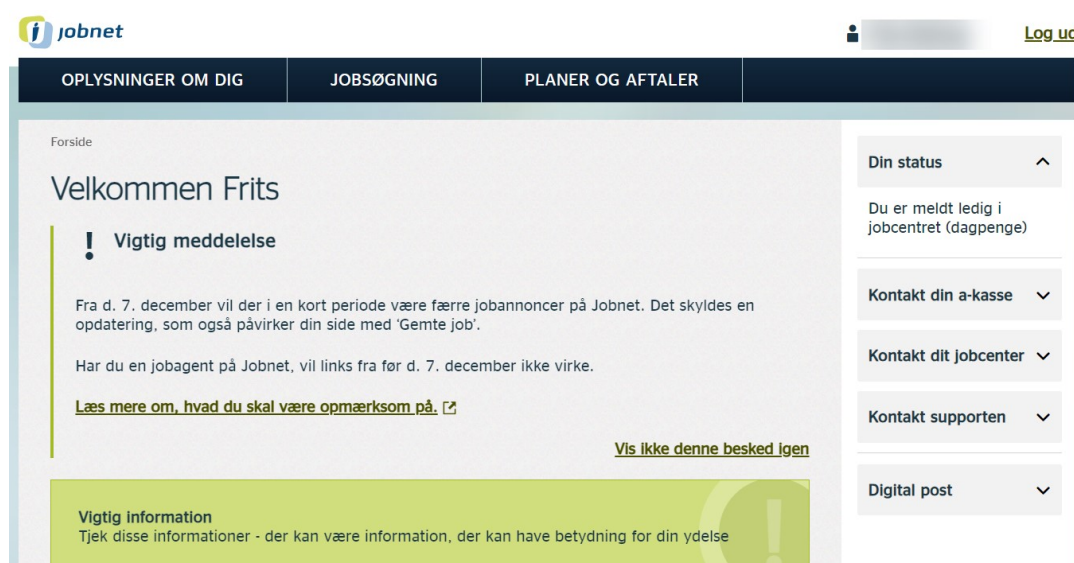 jobnet
Log ud
OPLYSNINGER OM DIG
JOBSØGNING
PLANER OG AFTALER
Forside
Velkommen Frits
! Vigtig meddelelse
Fra d. 7. december vil der i en kort periode være færre jobannoncer på Jobnet. Det skyldes en
opdatering, som også påvirker din side med 'Gemte job'.
Har du en jobagent på Jobnet, vil links fra før d. 7. december ikke virke.
Læs mere om, hvad du skal være opmærksom på.
Vis ikke denne besked igen
Vigtig information
Tjek disse informationer - der kan være information, der kan have betydning for din ydelse
Din status
Du er meldt ledig i
jobcentret (dagpenge)
Kontakt din a-kasse
Kontakt dit jobcenter
Kontakt supporten
Digital post